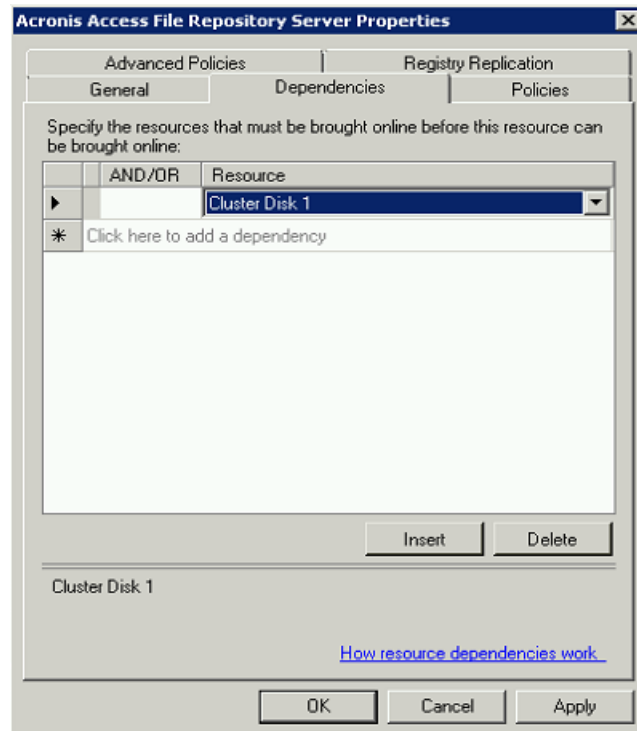 Acronis Access File Repository Server Properties
Advanced Policies Registry Replication
General Dependencies Policies
Specify the resources that must be brought online before this resource can
be brought online:
AND/OR Resource
Cluster Disk 1
Click here to add a dependency
Insert Delete
Cluster Disk 1
How resource dependencies work
OK Cancel Apply